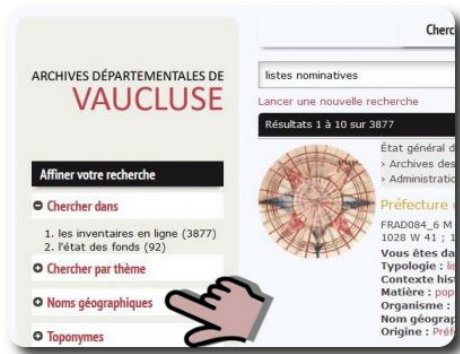 ARCHIVES DÉPARTEMENTALES DE
VAUCLUSE
Affiner votre recherche
Chercher dans
1. les inventaires en ligne (3877)
2. l'état des fonds (92)
Chercher par thème
Noms géographiques
Toponymes
Cherc
listes nominatives
Lancer une nouvelle recherche
Résultats 1 à 10 sur 3877
État général d
› Archives des
› Administratio
Préfecture
FRAD084_6 M
1028 W 41 ; 1
Vous êtes da
Typologie : lis
Contexte hist
Matière : pop
Organisme :
Nom géograp
Origine : Préf